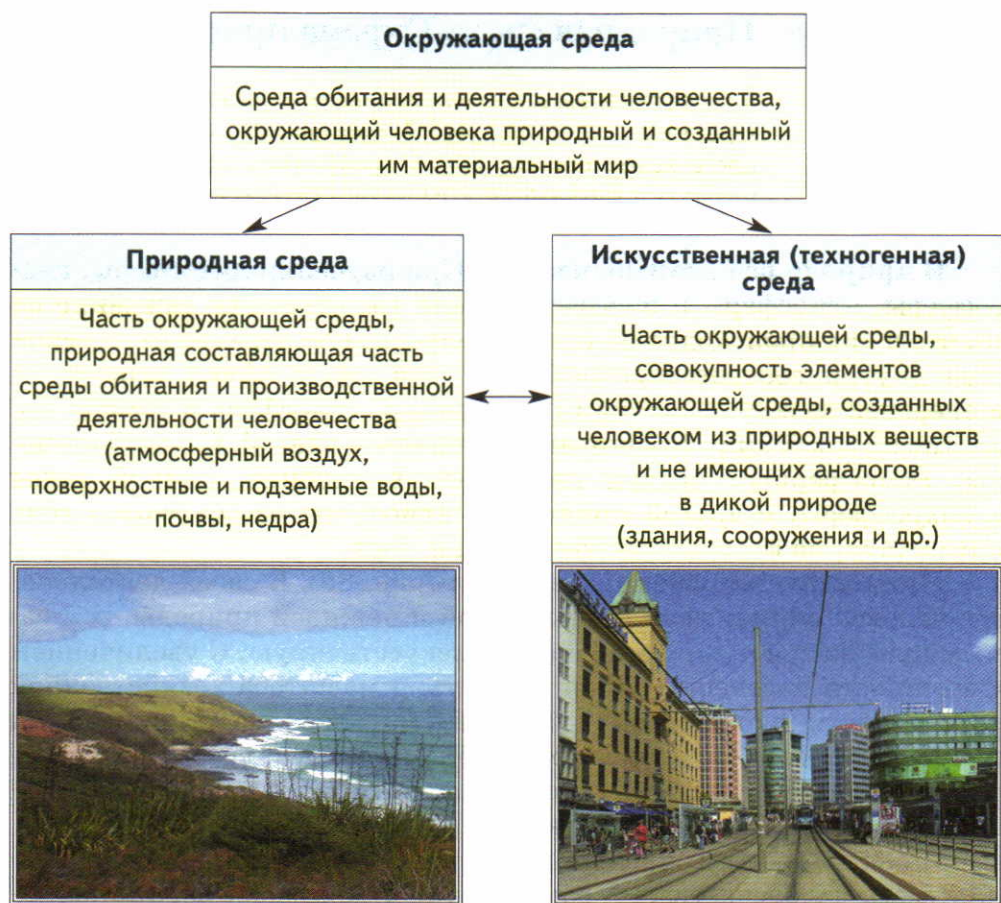 Окружающая среда
Среда обитания и деятельности человечества,
окружающий человека природный и созданный
им материальный мир
Природная среда
Часть окружающей среды,
природная составляющая часть
среды обитания и производственной
деятельности человечества
(атмосферный воздух,
поверхностные и подземные воды,
почвы, недра)
Искусственная (техногенная)
среда
Часть окружающей среды,
совокупность элементов
окружающей среды, созданных
человеком из природных веществ
и не имеющих аналогов
в дикой природе
(здания, сооружения и др.)